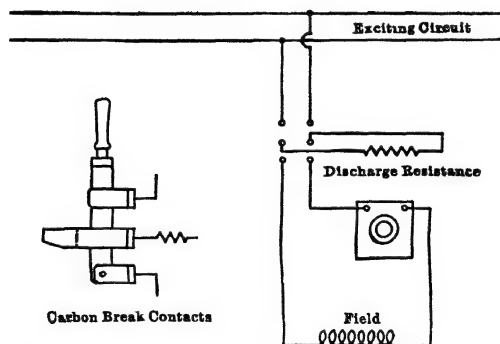 Exciting Circuit
Discharge Resistance
Carbon Break Contacts
Field